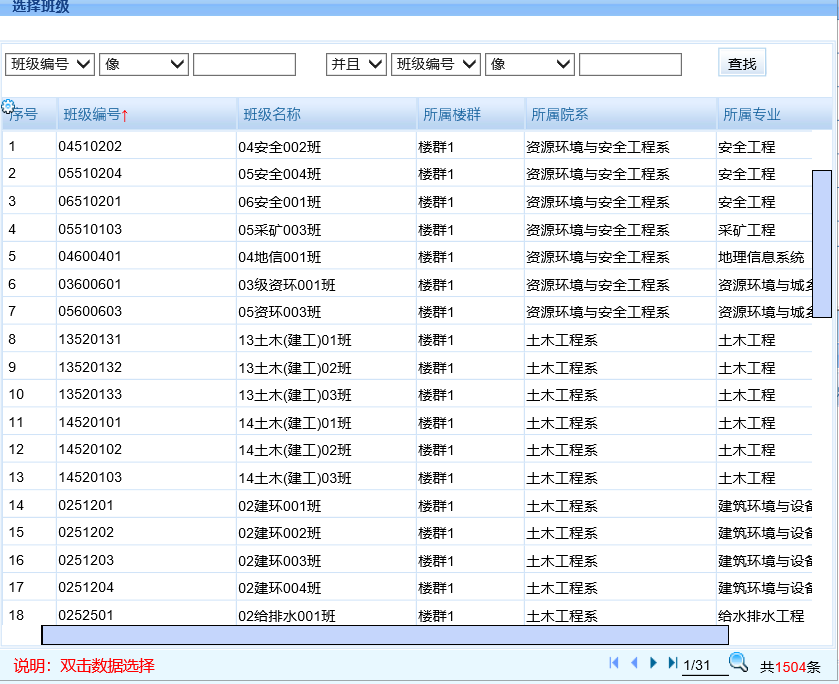 选择班级
班级编号 像 并且 班级编号 像 查找
序号 班级编号↑ 班级名称 所属楼群 所属院系 所属专业
1 04510202 04安全002班 楼群1 资源环境与安全工程系 安全工程
2 05510204 05安全004班 楼群1 资源环境与安全工程系 安全工程
3 06510201 06安全001班 楼群1 资源环境与安全工程系 安全工程
4 05510103 05采矿003班 楼群1 资源环境与安全工程系 采矿工程
5 04600401 04地信001班 楼群1 资源环境与安全工程系 地理信息系统
6 03600601 03级资环001班 楼群1 资源环境与安全工程系 资源环境与城
7 05600603 05资环003班 楼群1 资源环境与安全工程系 资源环境与城
8 13520131 13土木(建工)01班 楼群1 土木工程系 土木工程
9 13520132 13土木(建工)02班 楼群1 土木工程系 土木工程
10 13520133 13土木(建工)03班 楼群1 土木工程系 土木工程
11 14520101 14土木(建工)01班 楼群1 土木工程系 土木工程
12 14520102 14土木(建工)02班 楼群1 土木工程系 土木工程
13 14520103 14土木(建工)03班 楼群1 土木工程系 土木工程
14 0251201 02建环001班 楼群1 土木工程系 建筑环境与设备
15 0251202 02建环002班 楼群1 土木工程系 建筑环境与设备
16 0251203 02建环003班 楼群1 土木工程系 建筑环境与设备
17 0251204 02建环004班 楼群1 土木工程系 建筑环境与设备
18 0252501 02给排水001班 楼群1 土木工程系 给水排水工程
说明：双击数据选择 1/31 共1504条